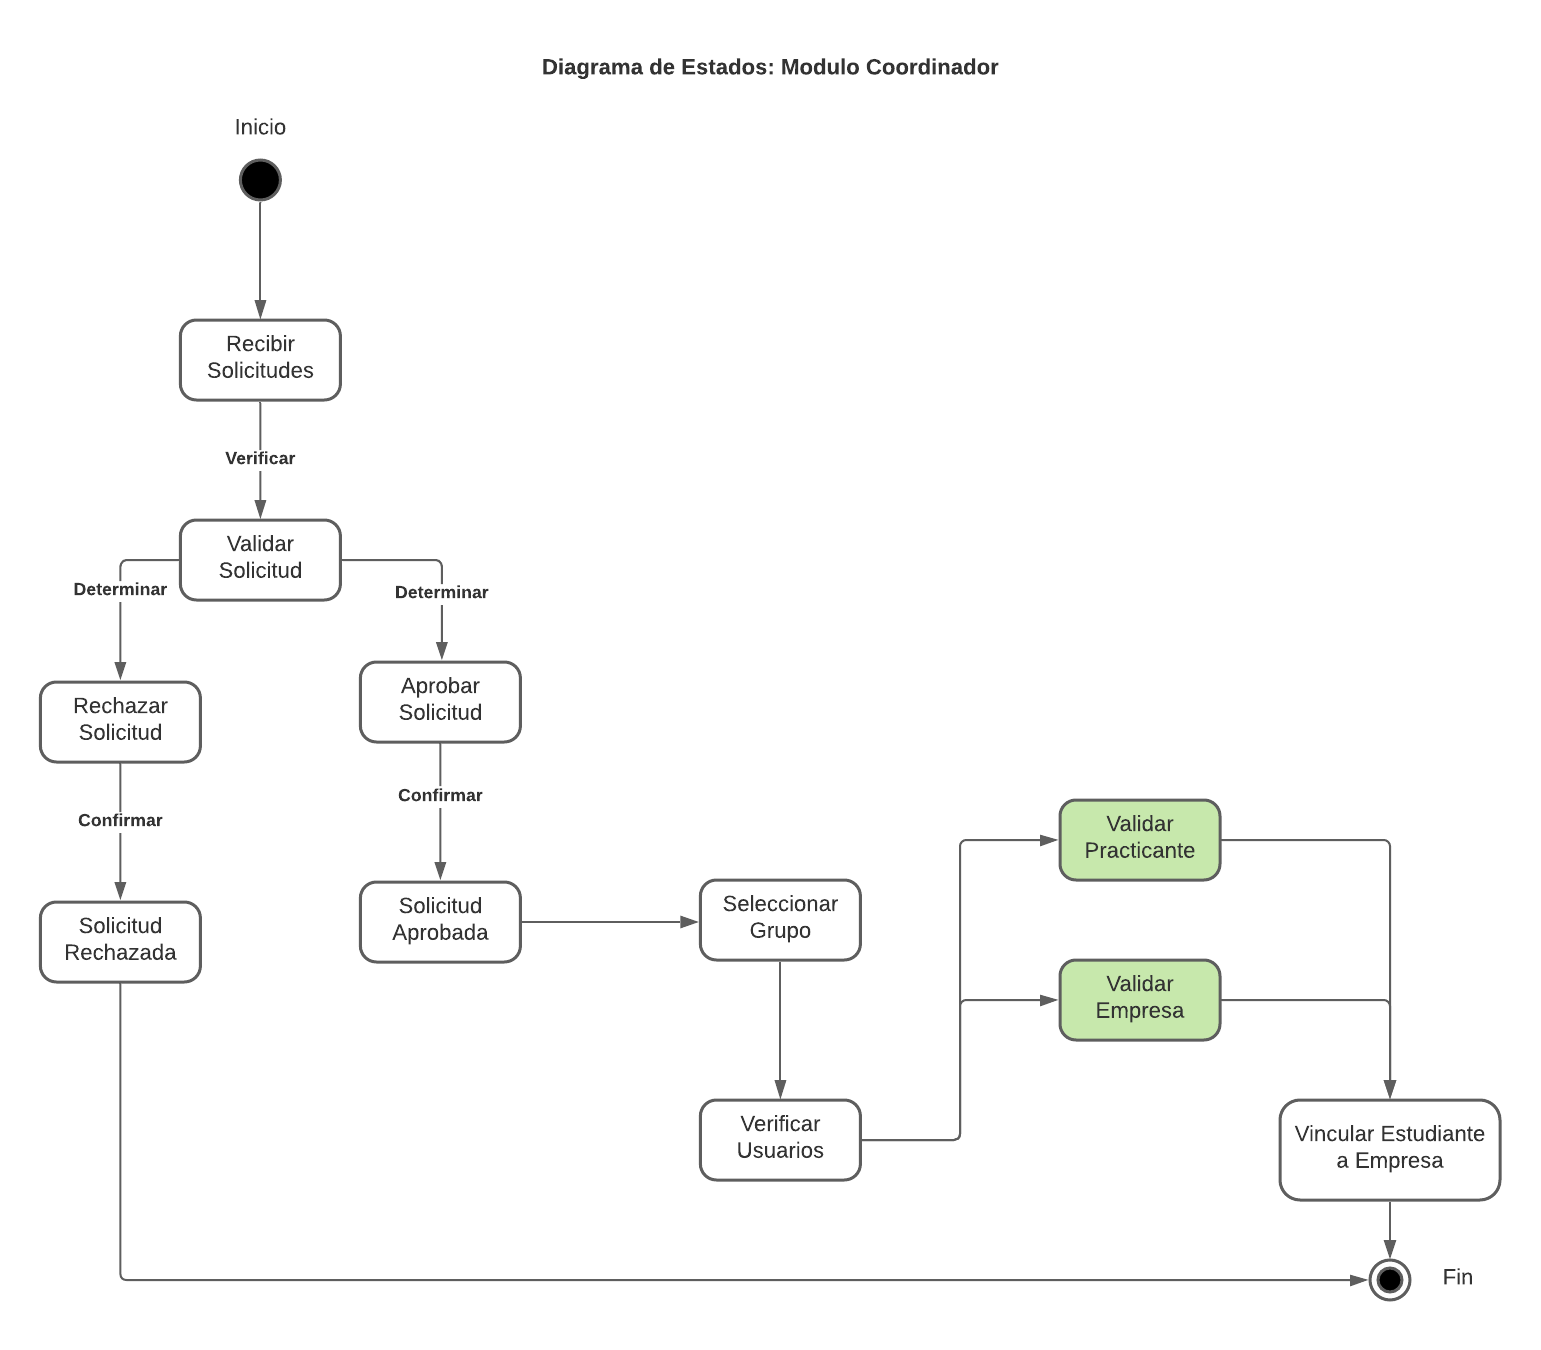 Diagrama de Estados: Modulo Coordinador
Inicio
Recibir
Solicitudes
Verificar
Validar
Solicitud
Determinar
Determinar
Rechazar
Solicitud
Aprobar
Solicitud
Confirmar
Confirmar
Solicitud
Rechazada
Solicitud
Aprobada
Seleccionar
Grupo
Verificar
Usuarios
Validar
Practicante
Validar
Empresa
Vincular Estudiante
a Empresa
Fin